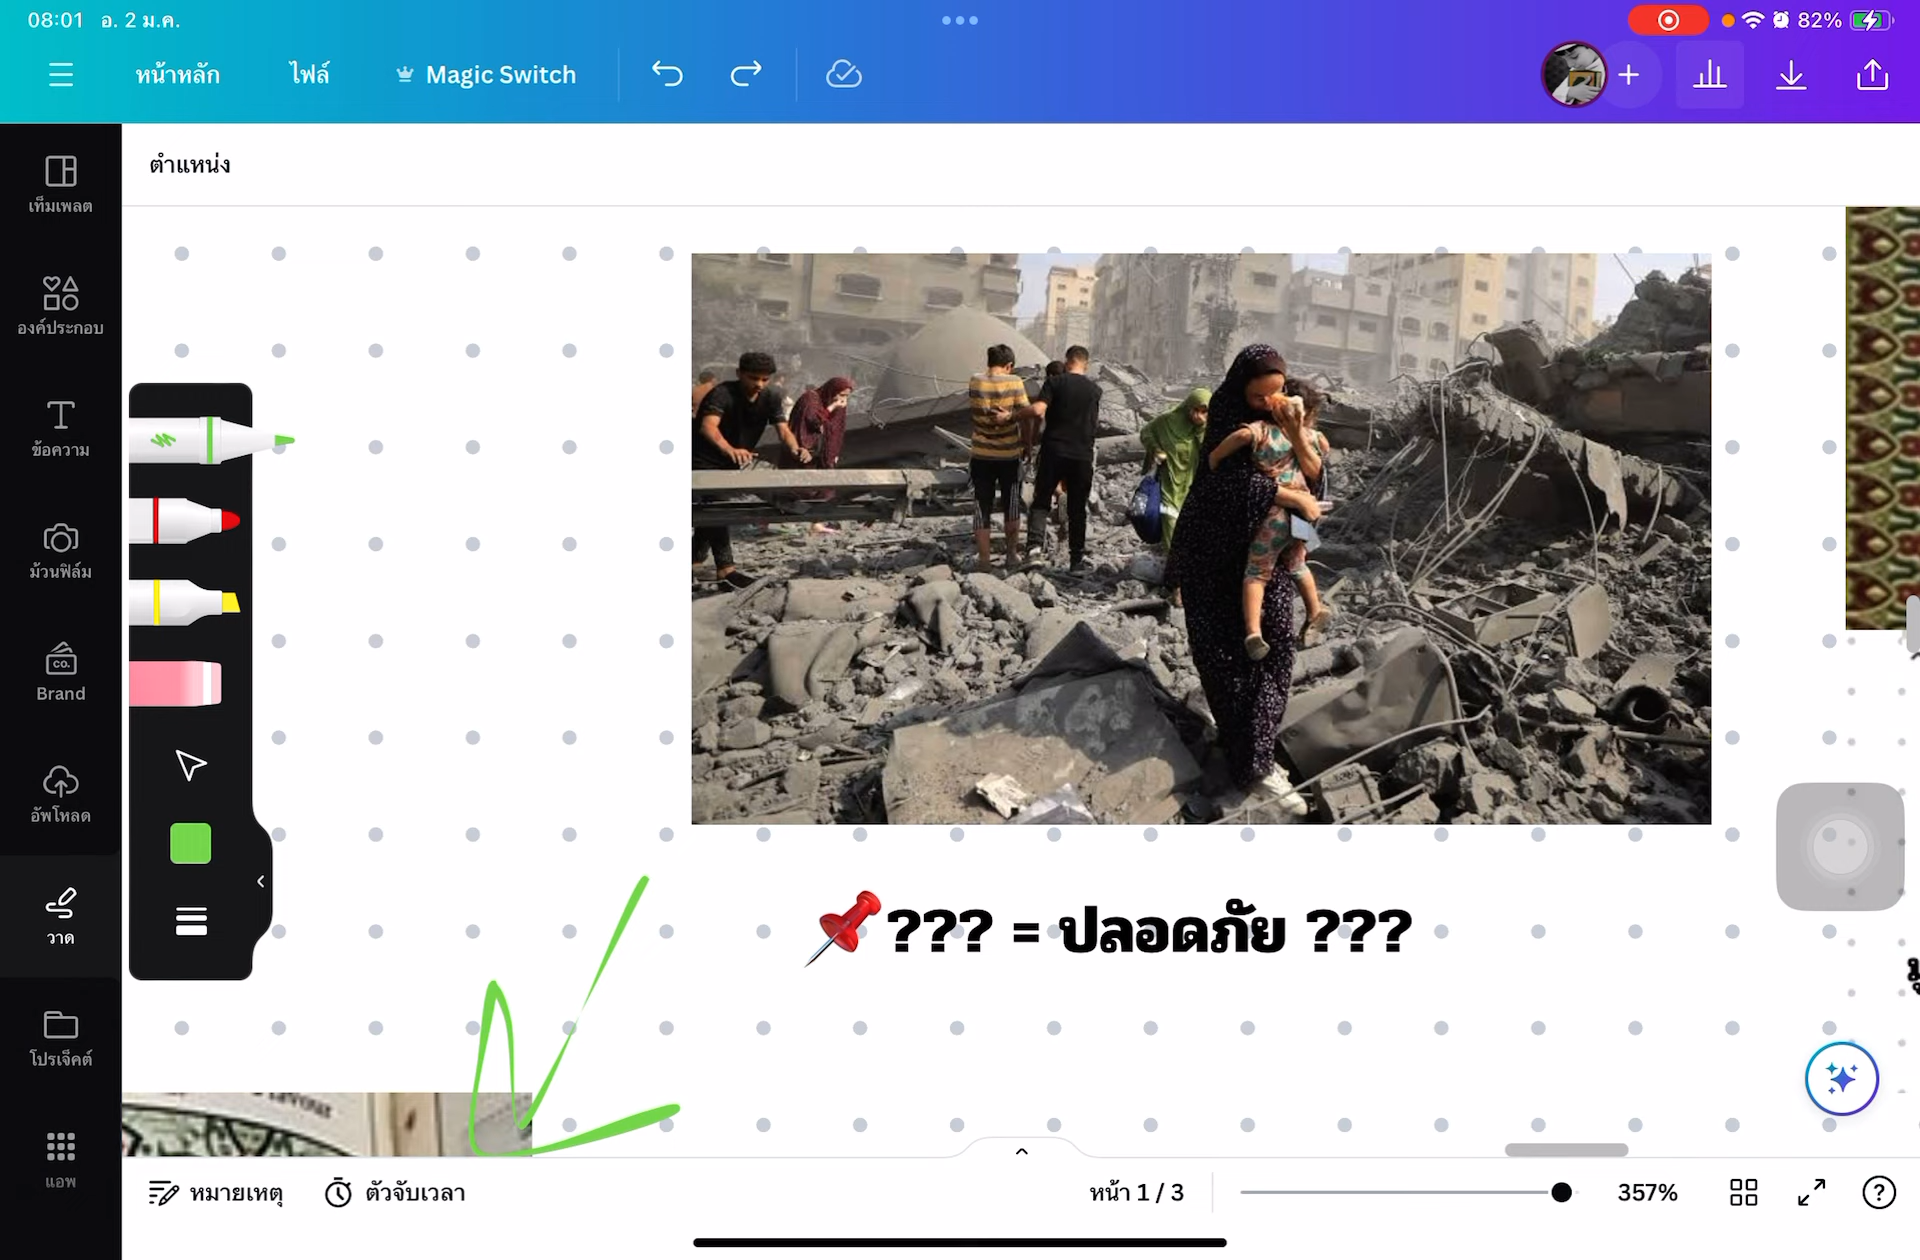 08:01 อ. 2 ม.ค.
82%
หน้าหลัก
ไฟล์
Magic Switch
ตำแหน่ง
เท็มเพลต
องค์ประกอบ
ข้อความ
ม้วนฟิล์ม
CO.
Brand
อัพโหลด
วาด
โปรเจ็คต์
แอพ
📌??? = ปลอดภัย ???
หมายเหตุ
ตัวจับเวลา
หน้า 1 / 3
357%
?